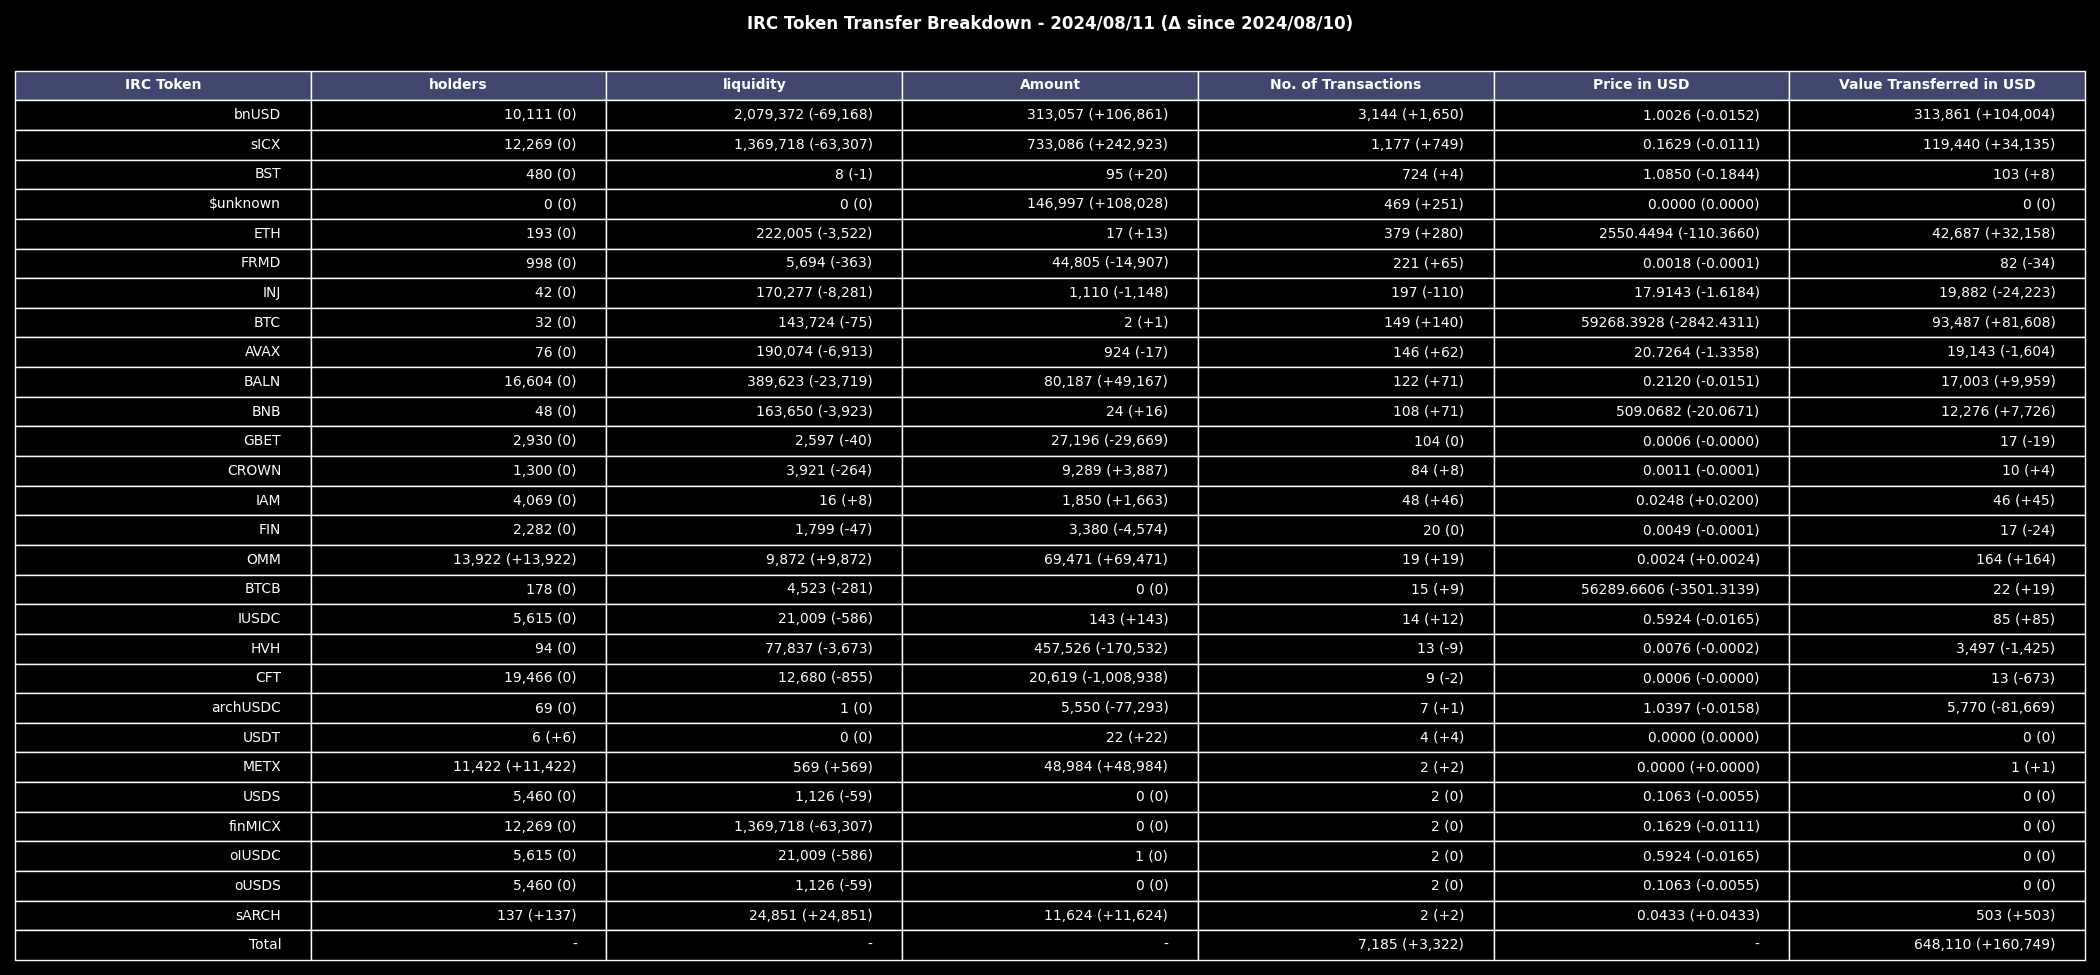 IRC Token Transfer Breakdown - 2024/08/11 (Δ since 2024/08/10)
IRC Token holders liquidity Amount No. of Transactions Price in USD Value Transferred in USD
bnUSD 10,111 (0) 2,079,372 (-69,168) 313,057 (+106,861) 3,144 (+1,650) 1.0026 (-0.0152) 313,861 (+104,004)
sICX 12,269 (0) 1,369,718 (-63,307) 733,086 (+242,923) 1,177 (+749) 0.1629 (-0.0111) 119,440 (+34,135)
BST 480 (0) 8 (-1) 95 (+20) 724 (+4) 1.0850 (-0.1844) 103 (+8)
$unknown 0 (0) 0 (0) 146,997 (+108,028) 469 (+251) 0.0000 (0.0000) 0 (0)
ETH 193 (0) 222,005 (-3,522) 17 (+13) 379 (+280) 2550.4494 (-110.3660) 42,687 (+32,158)
FRMD 998 (0) 5,694 (-363) 44,805 (-14,907) 221 (+65) 0.0018 (-0.0001) 82 (-34)
INJ 42 (0) 170,277 (-8,281) 1,110 (-1,148) 197 (-110) 17.9143 (-1.6184) 19,882 (-24,223)
BTC 32 (0) 143,724 (-75) 2 (+1) 149 (+140) 59268.3928 (-2842.4311) 93,487 (+81,608)
AVAX 76 (0) 190,074 (-6,913) 924 (-17) 146 (+62) 20.7264 (-1.3358) 19,143 (-1,604)
BALN 16,604 (0) 389,623 (-23,719) 80,187 (+49,167) 122 (+71) 0.2120 (-0.0151) 17,003 (+9,959)
BNB 48 (0) 163,650 (-3,923) 24 (+16) 108 (+71) 509.0682 (-20.0671) 12,276 (+7,726)
GBET 2,930 (0) 2,597 (-40) 27,196 (-29,669) 104 (0) 0.0006 (-0.0000) 17 (-19)
CROWN 1,300 (0) 3,921 (-264) 9,289 (+3,887) 84 (+8) 0.0011 (-0.0001) 10 (+4)
IAM 4,069 (0) 16 (+8) 1,850 (+1,663) 48 (+46) 0.0248 (+0.0200) 46 (+45)
FIN 2,282 (0) 1,799 (-47) 3,380 (-4,574) 20 (0) 0.0049 (-0.0001) 17 (-24)
OMM 13,922 (+13,922) 9,872 (+9,872) 69,471 (+69,471) 19 (+19) 0.0024 (+0.0024) 164 (+164)
BTCB 178 (0) 4,523 (-281) 0 (0) 15 (+9) 56289.6606 (-3501.3139) 22 (+19)
IUSDC 5,615 (0) 21,009 (-586) 143 (+143) 14 (+12) 0.5924 (-0.0165) 85 (+85)
HVH 94 (0) 77,837 (-3,673) 457,526 (-170,532) 13 (-9) 0.0076 (-0.0002) 3,497 (-1,425)
CFT 19,466 (0) 12,680 (-855) 20,619 (-1,008,938) 9 (-2) 0.0006 (-0.0000) 13 (-673)
archUSDC 69 (0) 1 (0) 5,550 (-77,293) 7 (+1) 1.0397 (-0.0158) 5,770 (-81,669)
USDT 6 (+6) 0 (0) 22 (+22) 4 (+4) 0.0000 (0.0000) 0 (0)
METX 11,422 (+11,422) 569 (+569) 48,984 (+48,984) 2 (+2) 0.0000 (+0.0000) 1 (+1)
USDS 5,460 (0) 1,126 (-59) 0 (0) 2 (0) 0.1063 (-0.0055) 0 (0)
finMICX 12,269 (0) 1,369,718 (-63,307) 0 (0) 2 (0) 0.1629 (-0.0111) 0 (0)
oIUSDC 5,615 (0) 21,009 (-586) 1 (0) 2 (0) 0.5924 (-0.0165) 0 (0)
oUSDS 5,460 (0) 1,126 (-59) 0 (0) 2 (0) 0.1063 (-0.0055) 0 (0)
sARCH 137 (+137) 24,851 (+24,851) 11,624 (+11,624) 2 (+2) 0.0433 (+0.0433) 503 (+503)
Total - - - 7,185 (+3,322) - 648,110 (+160,749)